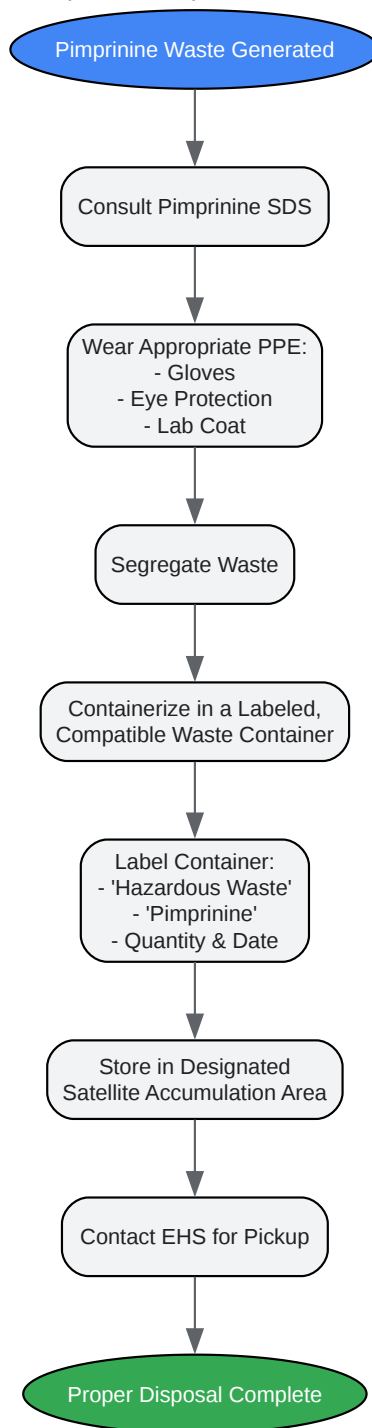 Pimprinine Waste Generated
Consult Pimprinine SDS
Wear Appropriate PPE:
- Gloves
- Eye Protection
- Lab Coat
Segregate Waste
Containerize in a Labeled,
Compatible Waste Container
Label Container:
- 'Hazardous Waste'
- 'Pimprinine'
- Quantity & Date
Store in Designated
Satellite Accumulation Area
Contact EHS for Pickup
Proper Disposal Complete